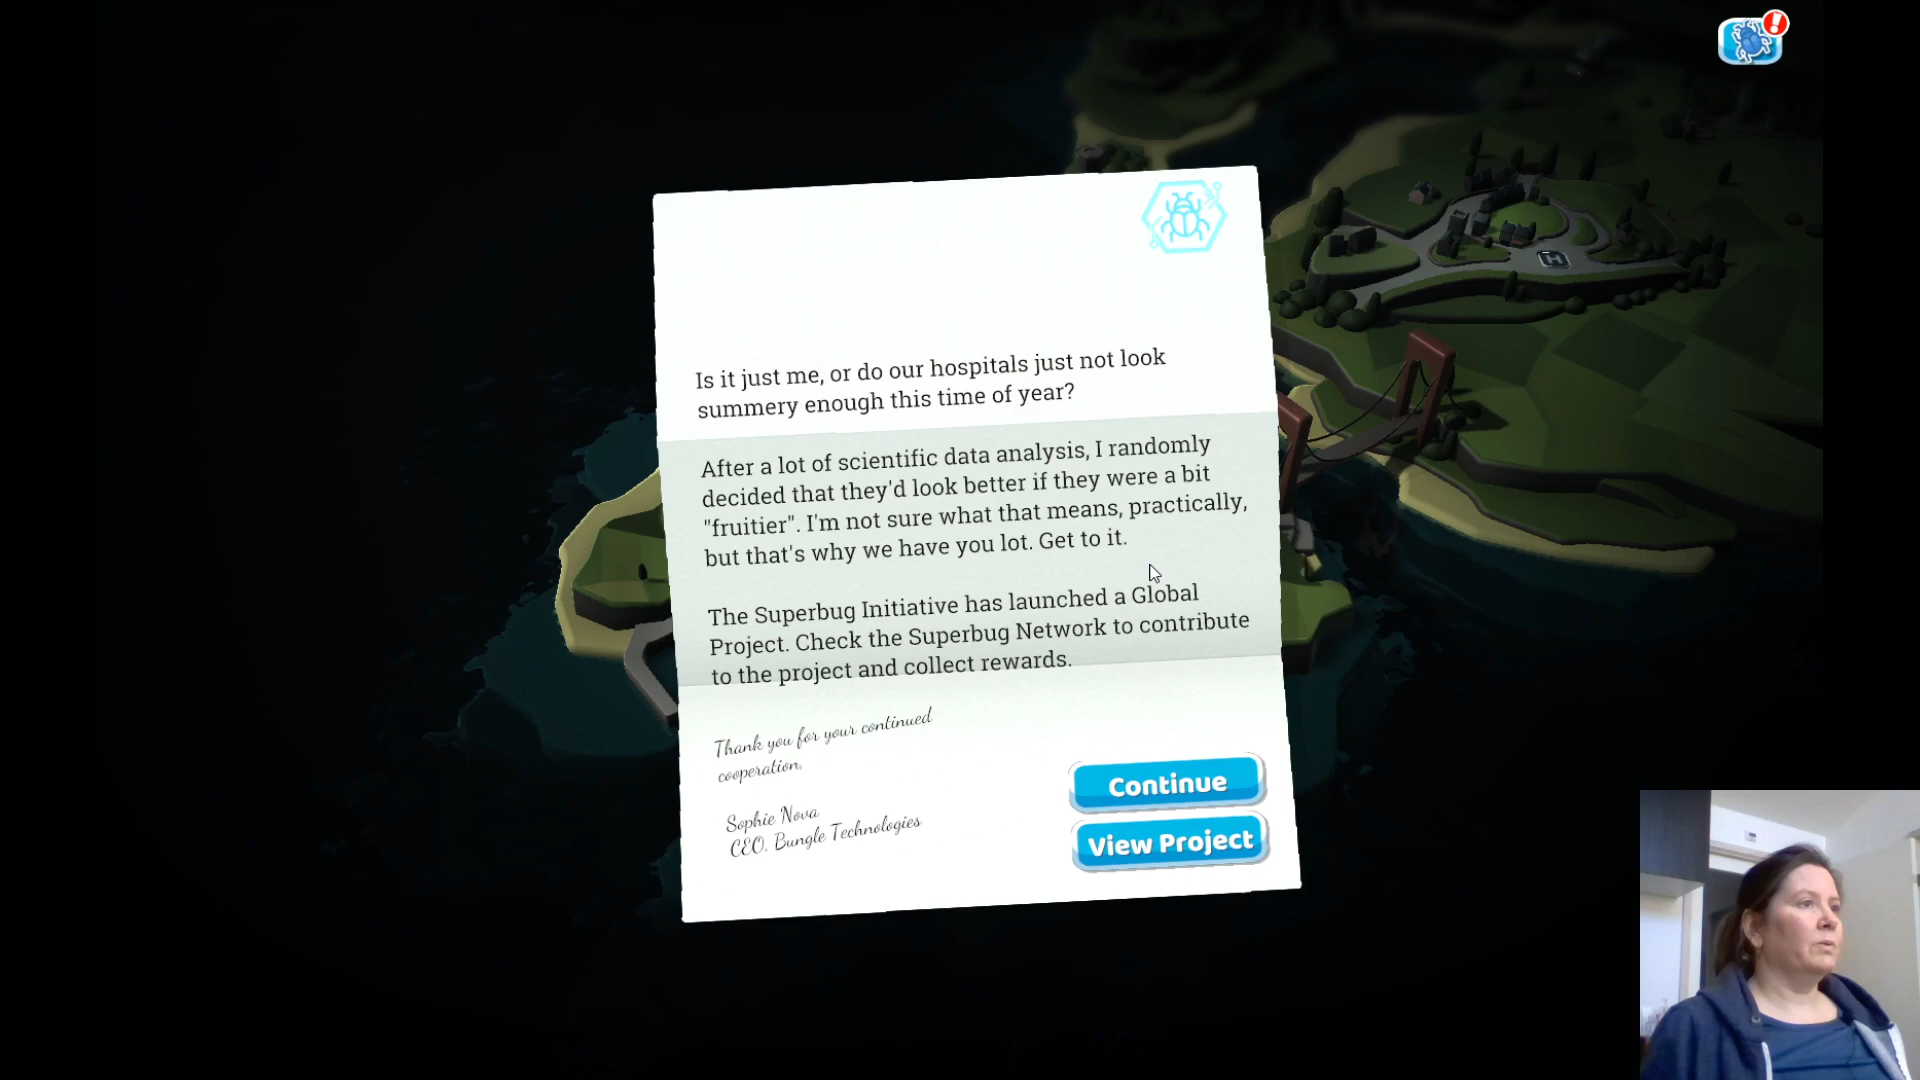 Is it just me, or do our hospitals just not look
summery enough this time of year?
After a lot of scientific data analysis, I randomly
decided that they'd look better if they were a bit
"fruitier". I'm not sure what that means, practically,
but that's why we have you lot. Get to it.
The Superbug Initiative has launched a Global
Project. Check the Superbug Network to contribute
to the project and collect rewards.
Thank you for your continued
cooperation.
Sophie Nova
CEO, Bungle Technologies
Continue
View Project